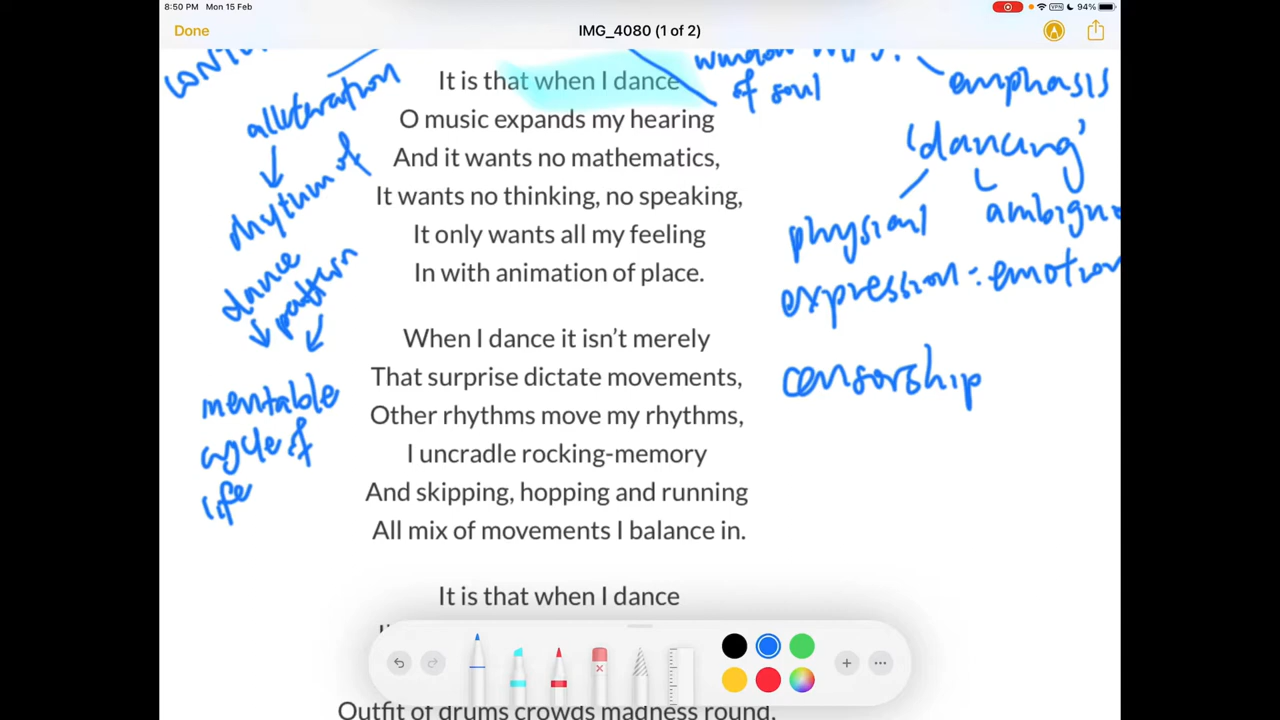 8:50 PM Mon 15 Feb
VPN 94%
Done
IMG_4080 (1 of 2)
alliteration
rhythm of
dance
pattern
cycle of
life
It is that when I dance
O music expands my hearing
And it wants no mathematics,
It wants no thinking, no speaking,
It only wants all my feeling
In with animation of place.
When I dance it isn't merely
That surprise dictate movements,
Other rhythms move my rhythms,
I uncradle rocking-memory
And skipping, hopping and running
All mix of movements I balance in.
It is that when I dance
Outfit of drums crowds madness round,
window
of soul
emphasis
'dancing'
physical
ambiguo
expression : emotion
censorship